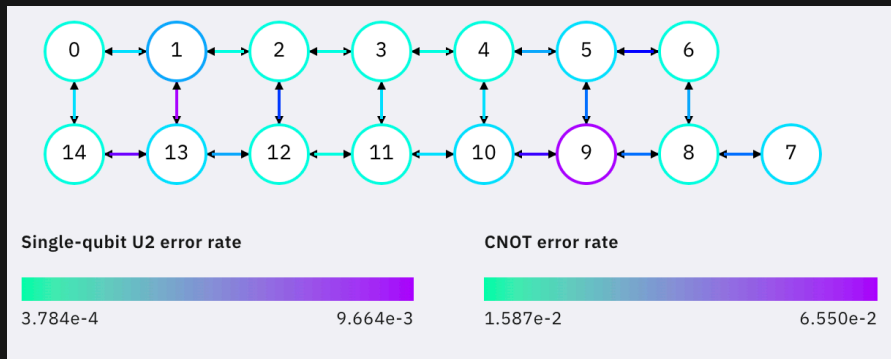 0 1 2 3 4 5 6
14 13 12 11 10 9 8 7
Single-qubit U2 error rate CNOT error rate
3.784e-4 9.664e-3 1.587e-2 6.550e-2